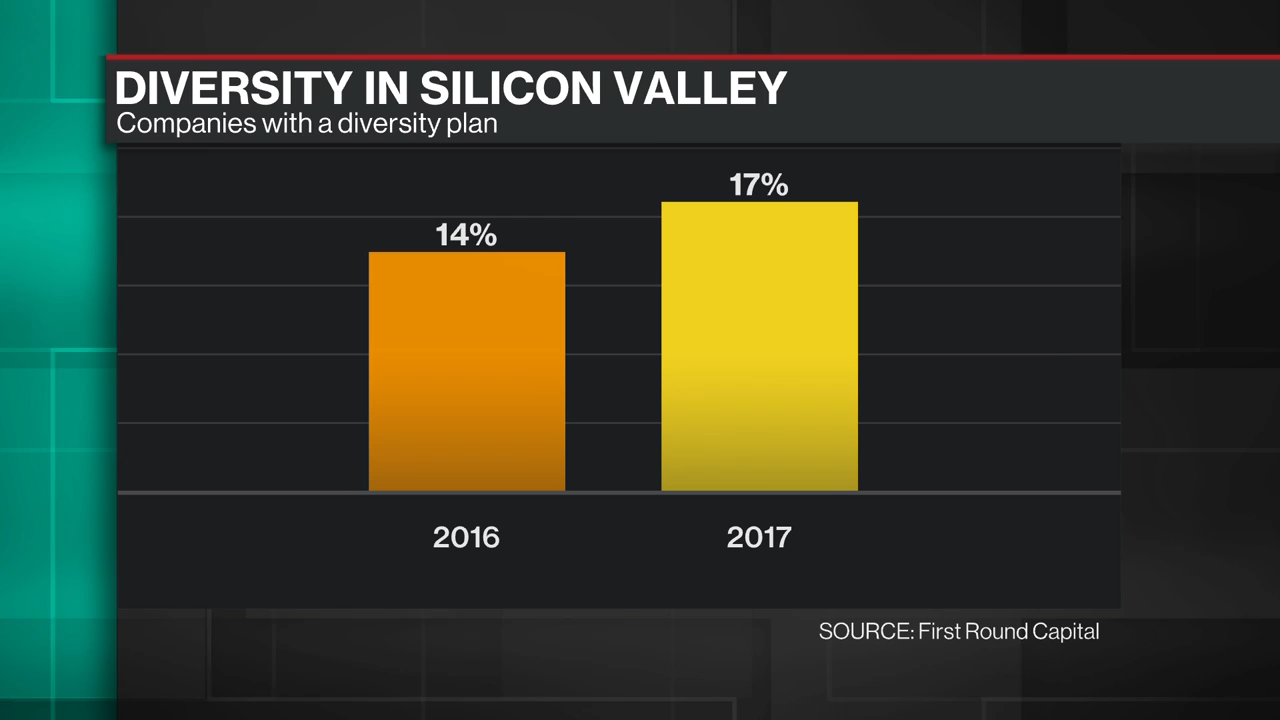 DIVERSITY IN SILICON VALLEY
Companies with a diversity plan
14%
17%
2016
2017
SOURCE: First Round Capital